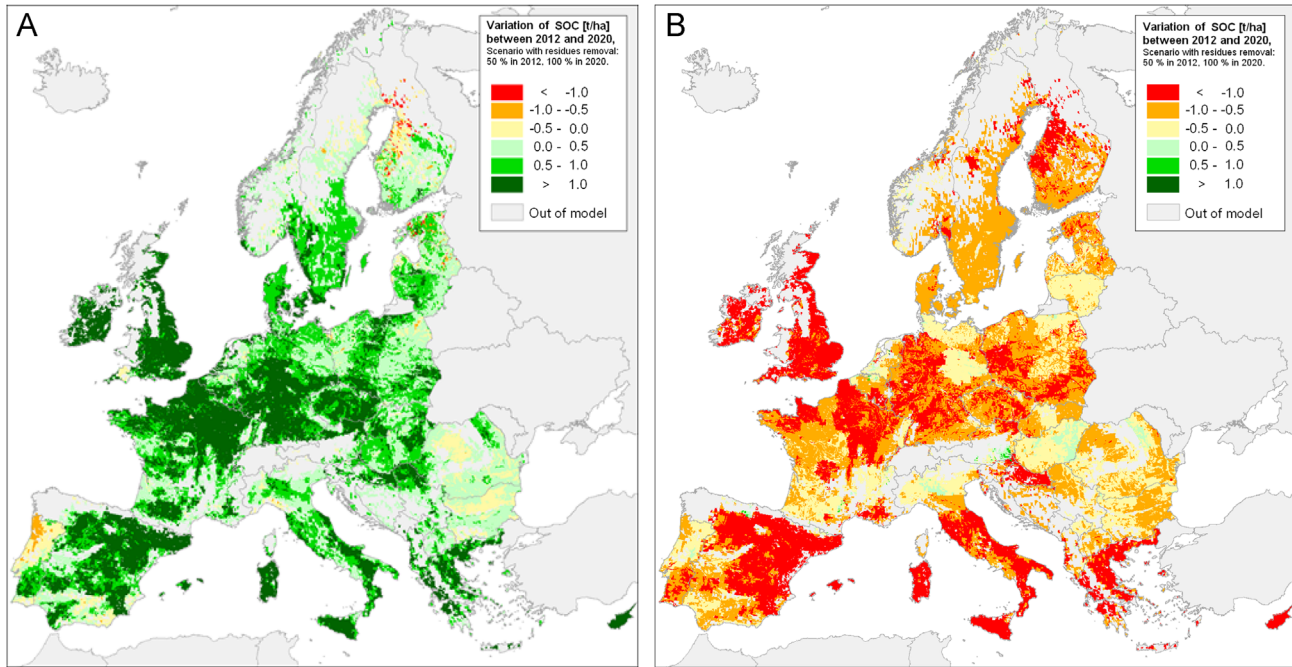 A
Variation of SOC [t/ha]
between 2012 and 2020,
Scenario with residues removal:
50 % in 2012, 100 % in 2020.
< -1.0
-1.0 - -0.5
-0.5 - 0.0
0.0 - 0.5
0.5 - 1.0
> 1.0
Out of model
B
Variation of SOC [t/ha]
between 2012 and 2020,
Scenario with residues removal:
50 % in 2012, 100 % in 2020.
< -1.0
-1.0 - -0.5
-0.5 - 0.0
0.0 - 0.5
0.5 - 1.0
> 1.0
Out of model